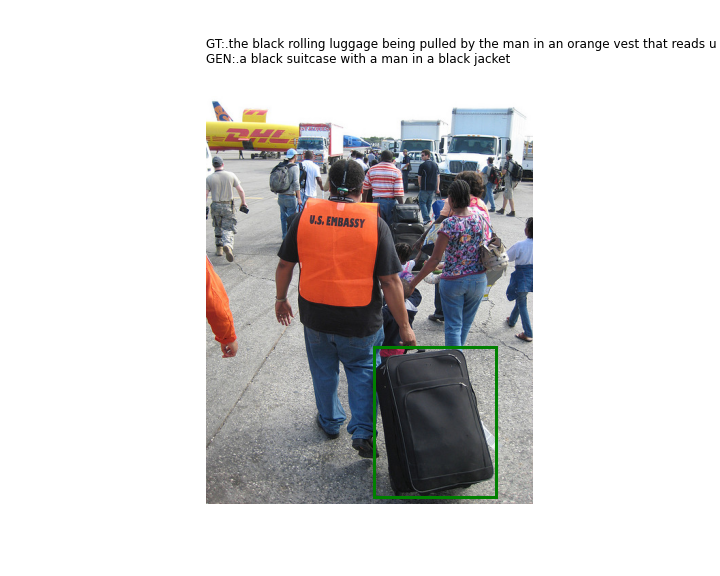 GT:.the black rolling luggage being pulled by the man in an orange vest that reads u
GEN:.a black suitcase with a man in a black jacket
DHL
U.S. EMBASSY